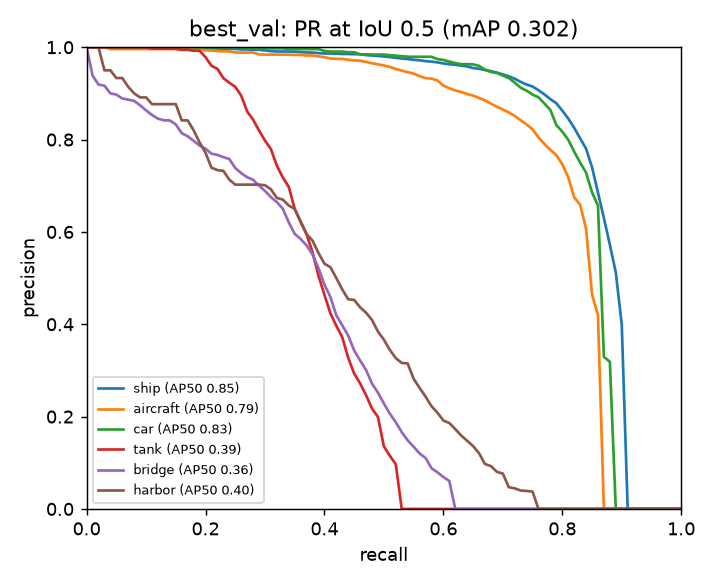 best_val: PR at IoU 0.5 (mAP 0.302)
precision
1.0
0.8
0.6
0.4
0.2
0.0
ship (AP50 0.85)
aircraft (AP50 0.79)
car (AP50 0.83)
tank (AP50 0.39)
bridge (AP50 0.36)
harbor (AP50 0.40)
0.0 0.2 0.4 0.6 0.8 1.0
recall